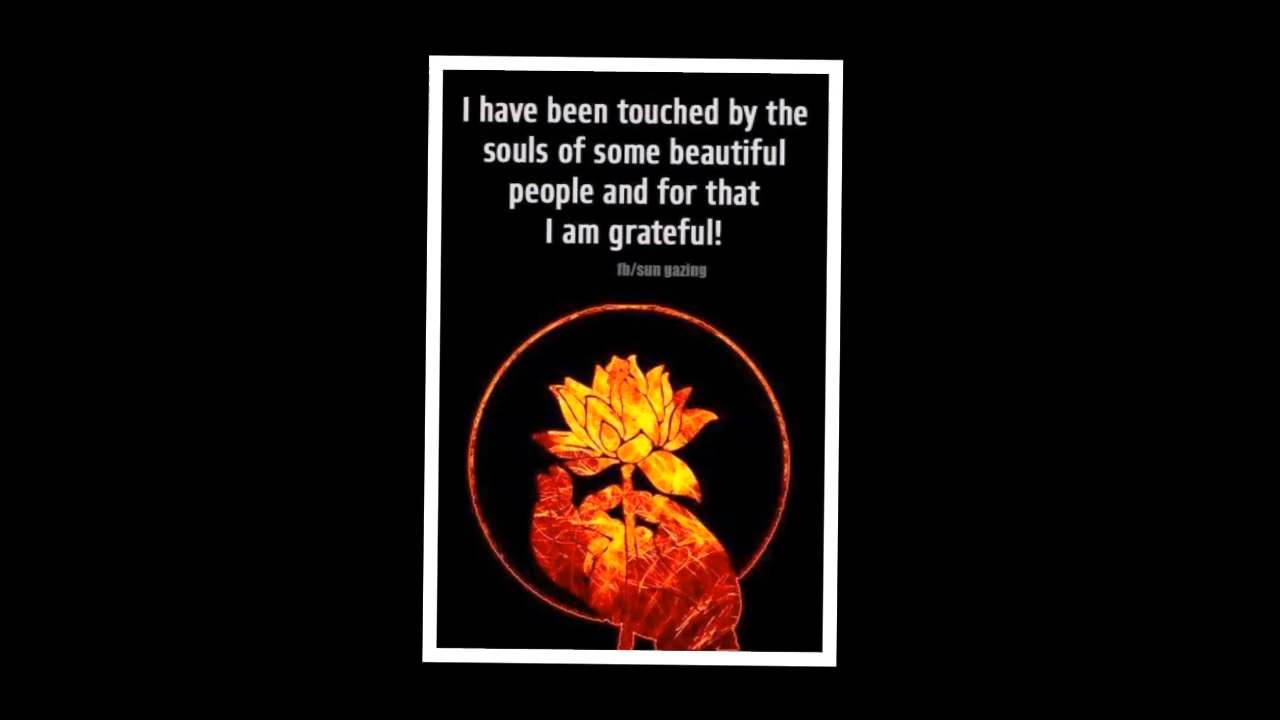 I have been touched by the
souls of some beautiful
people and for that
I am grateful!
fb/sun gazing